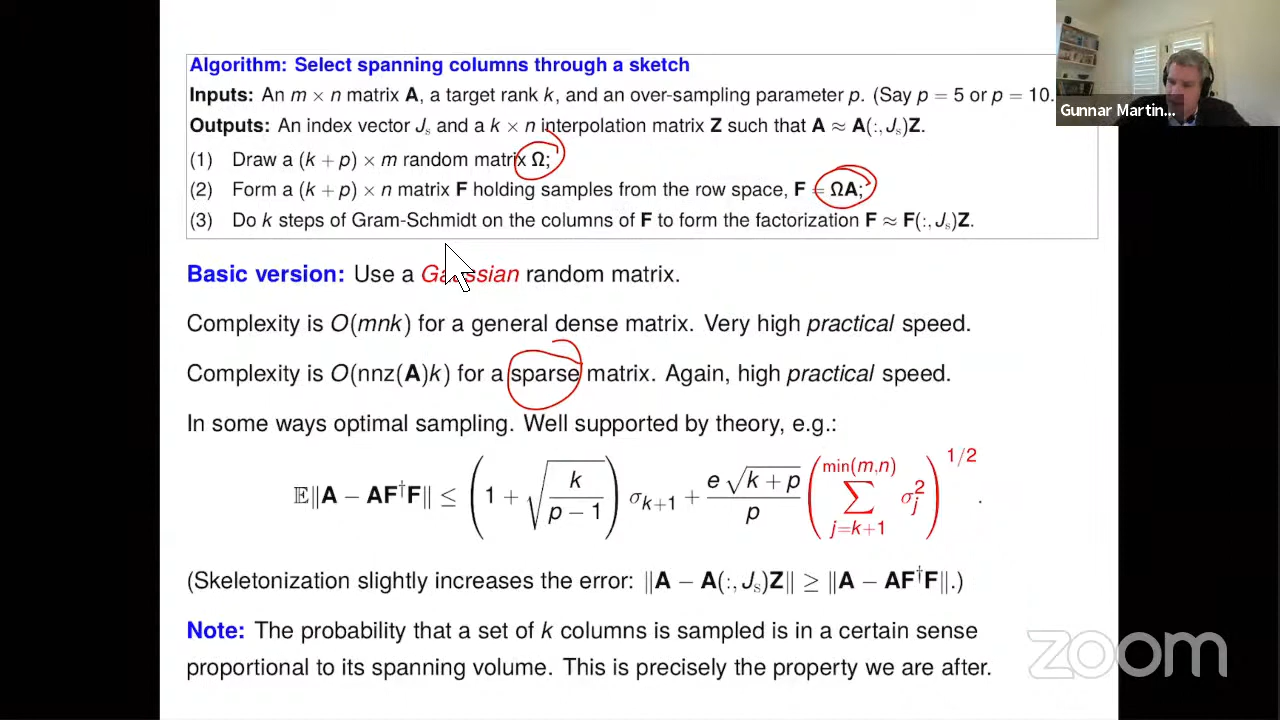 Algorithm: Select spanning columns through a sketch
Inputs: An m × n matrix A, a target rank k, and an over-sampling parameter p. (Say p = 5 or p = 10.
Outputs: An index vector Jₛ and a k × n interpolation matrix Z such that A ≈ A(:, Jₛ)Z.
(1) Draw a (k + p) × m random matrix Ω;
(2) Form a (k + p) × n matrix F holding samples from the row space, F = ΩA;
(3) Do k steps of Gram-Schmidt on the columns of F to form the factorization F ≈ F(:, Jₛ)Z.
Gunnar Martin...
Basic version: Use a Gaussian random matrix.
Complexity is O(mnk) for a general dense matrix. Very high practical speed.
Complexity is O(nnz(A)k) for a sparse matrix. Again, high practical speed.
In some ways optimal sampling. Well supported by theory, e.g.:
𝔼‖A − AF†F‖ ≤ (1 + √(k/(p − 1))) σₖ₊₁ + (e √(k + p))/p (∑_{j=k+1}^{min(m,n)} σⱼ²)^{1/2}.
(Skeletonization slightly increases the error: ‖A − A(:, Jₛ)Z‖ ≥ ‖A − AF†F‖.)
Note: The probability that a set of k columns is sampled is in a certain sense
proportional to its spanning volume. This is precisely the property we are after.
zoom